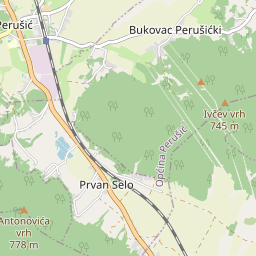 Perušić
Bukovac Perušićki
Ivčev vrh
745 m
Općina Perušić
Prvan Selo
Antonovića
vrh
778 m